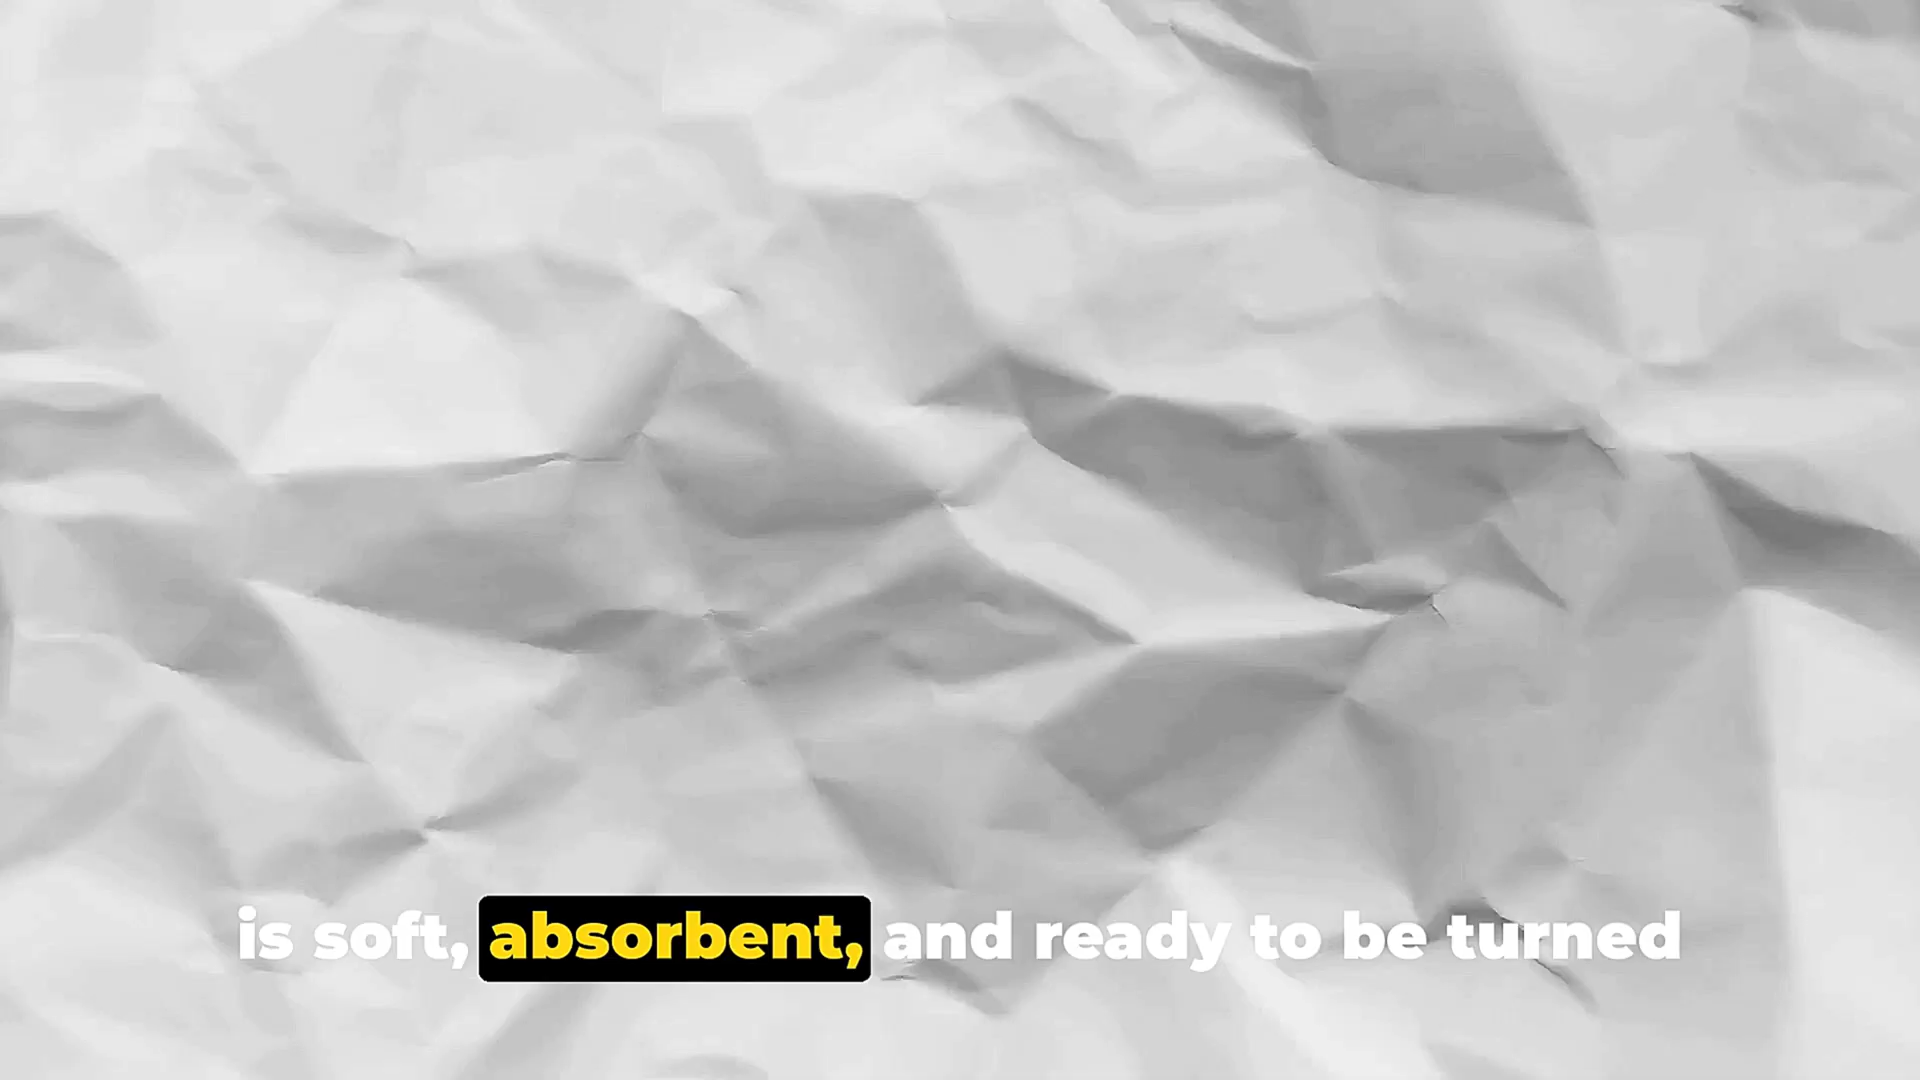 is soft, absorbent, and ready to be turned